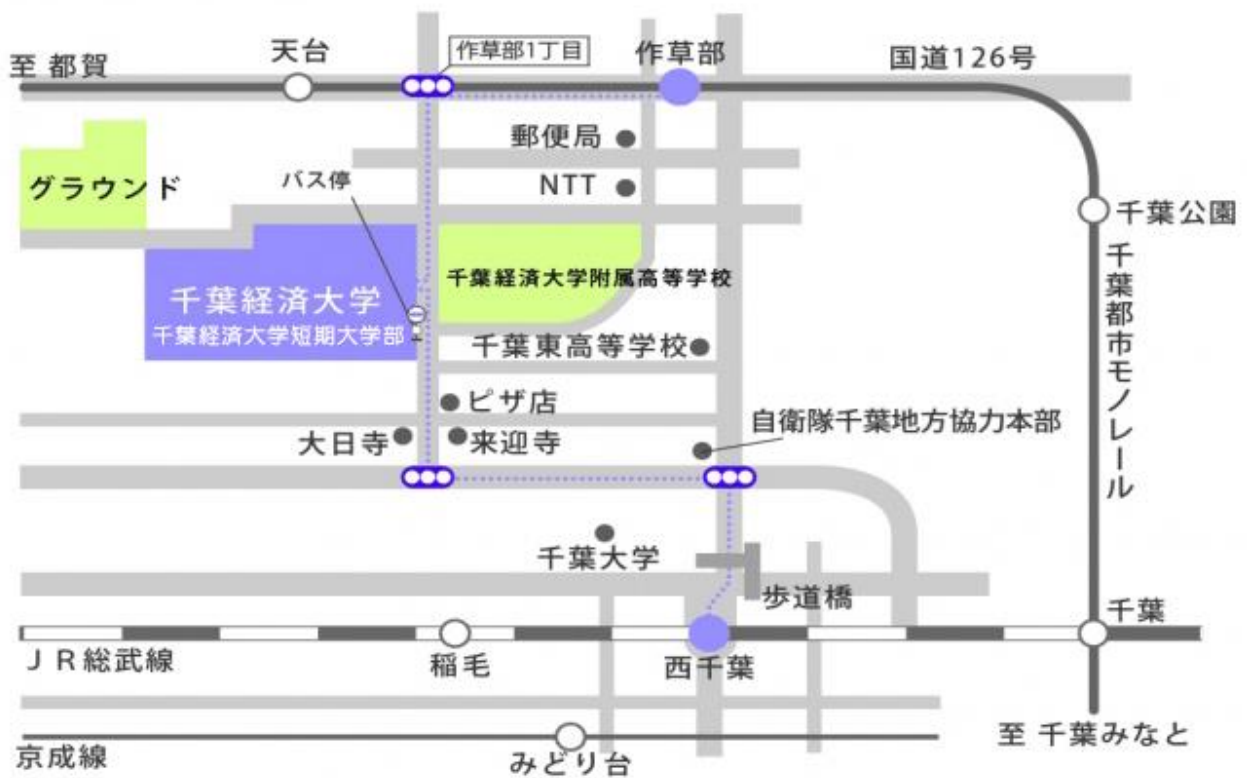 天台
作草部1丁目
作草部
国道126号
至 都賀
郵便局
グラウンド
バス停
NTT
千葉公園
千葉経済大学附属高等学校
千葉経済大学
千葉経済大学短期大学部
千葉都市モノレール
千葉東高等学校
ピザ店
自衛隊千葉地方協力本部
大日寺
来迎寺
千葉大学
歩道橋
千葉
JR総武線
稲毛
西千葉
至 千葉みなと
京成線
みどり台